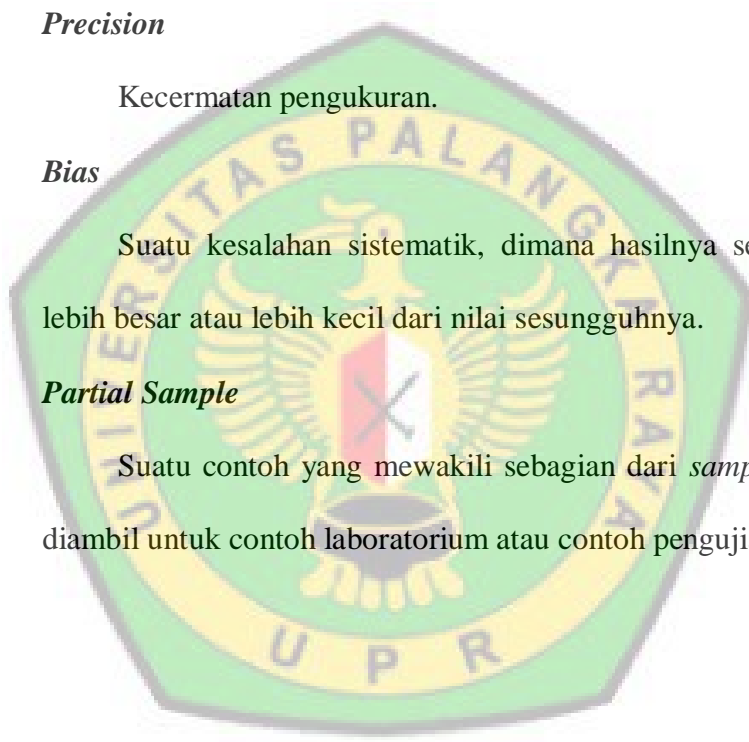 Precision
Kecermatan pengukuran.
Bias
Suatu kesalahan sistematik, dimana hasilnya se
lebih besar atau lebih kecil dari nilai sesungguhnya.
Partial Sample
Suatu contoh yang mewakili sebagian dari samp
diambil untuk contoh laboratorium atau contoh penguji
UNIVERSITAS PALANGKA RAYA
UPR